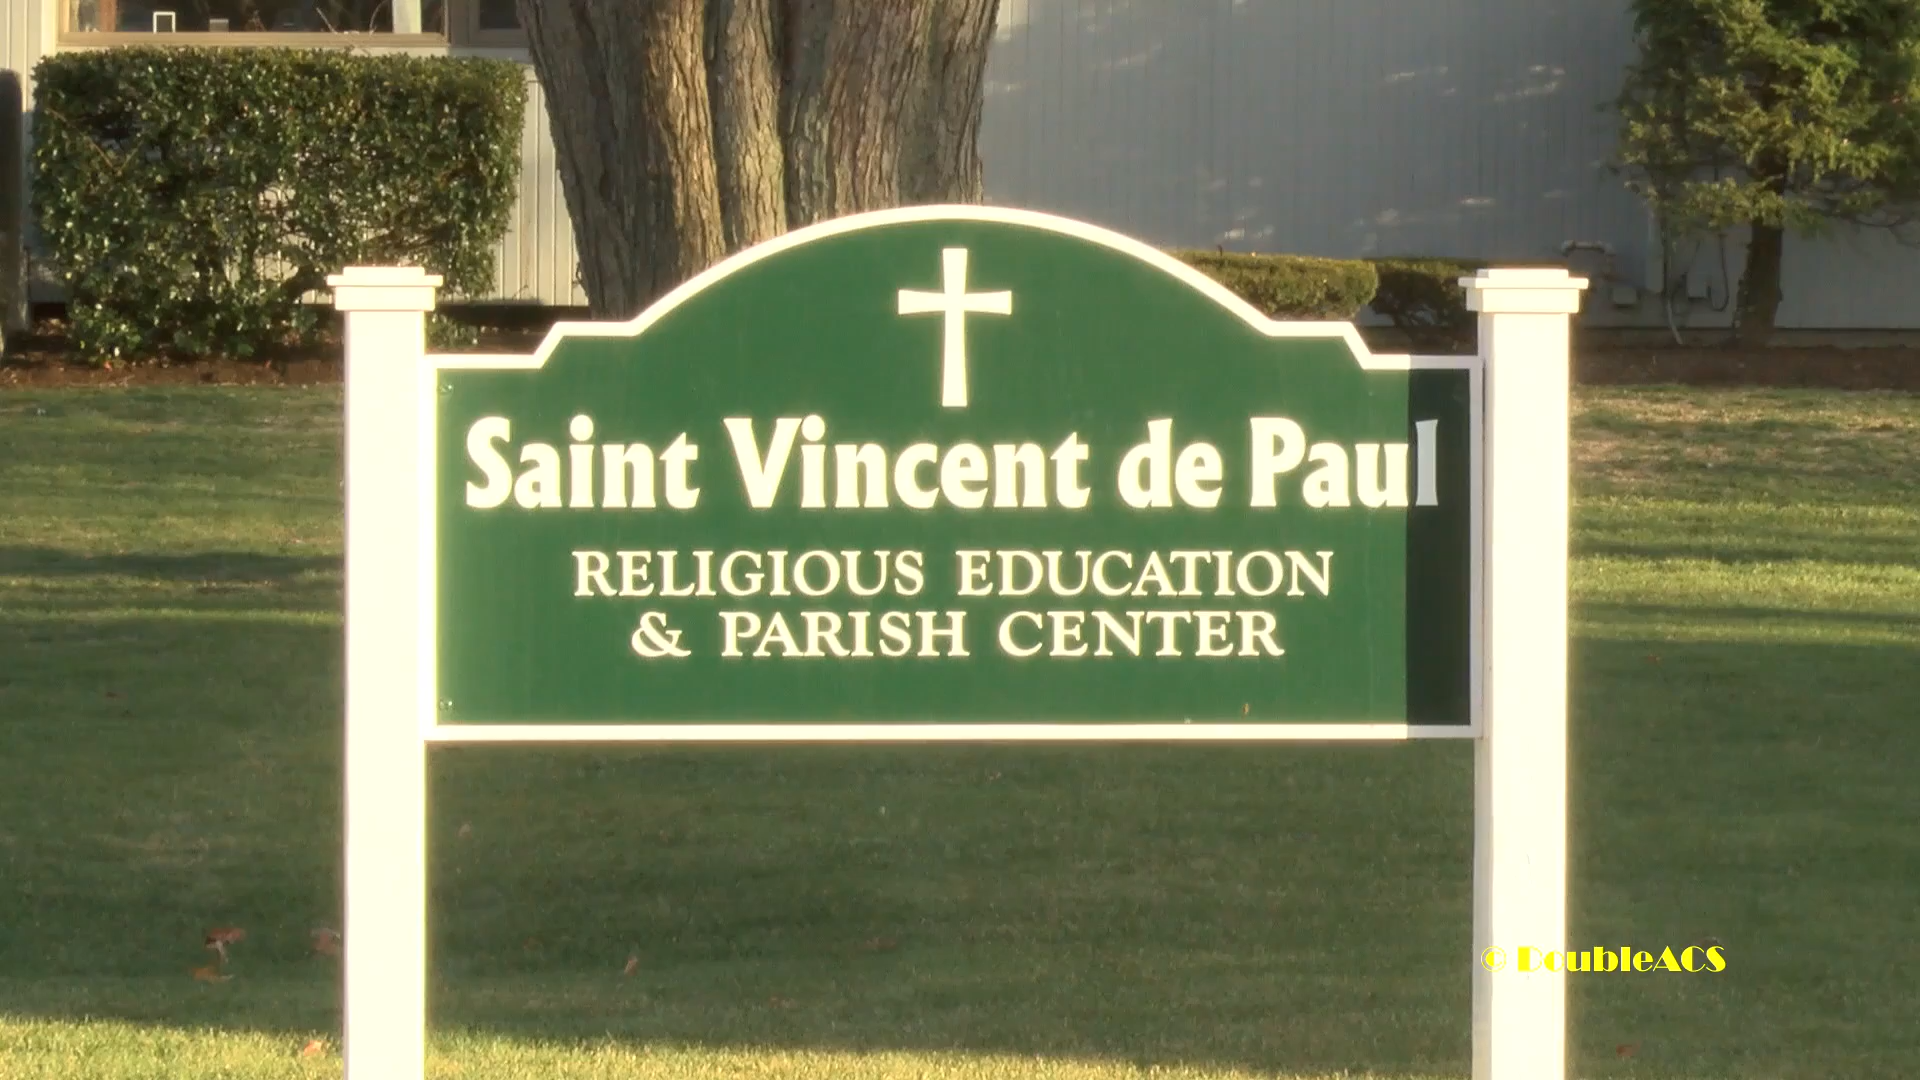 Saint Vincent de Paul
RELIGIOUS EDUCATION
& PARISH CENTER
© DoubleACS